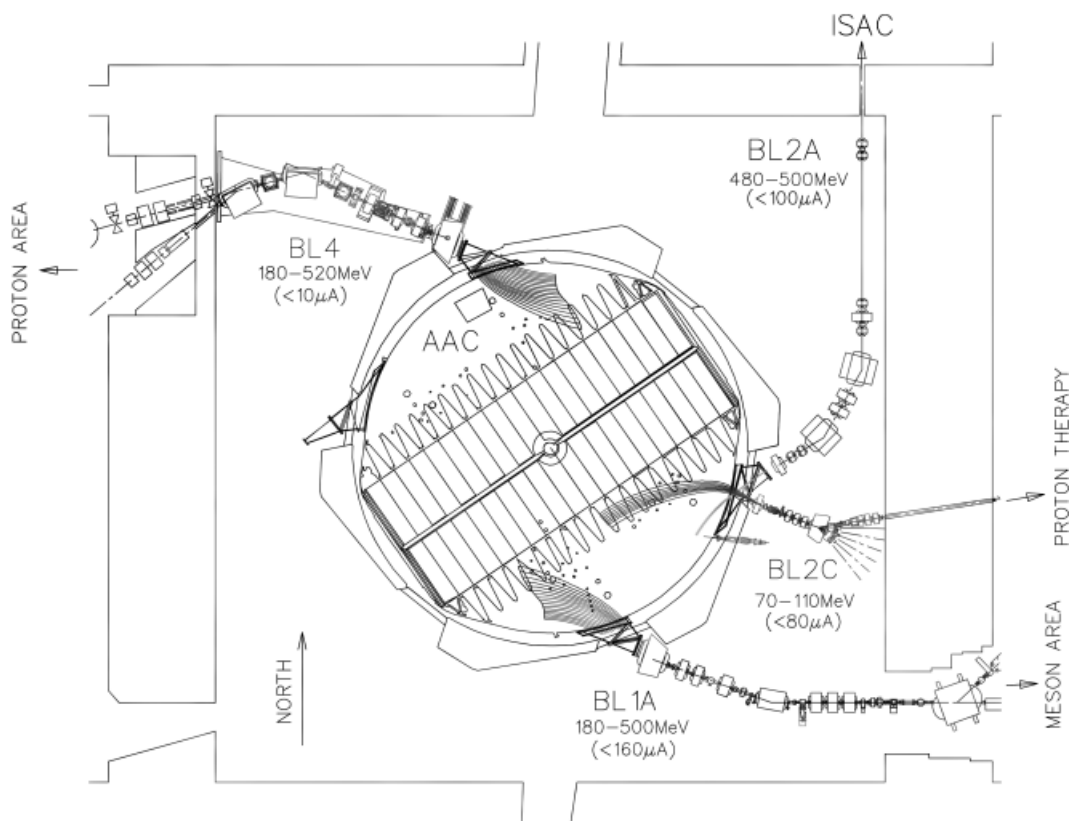 ISAC
BL2A
480-500MeV
(<100µA)
BL4
180-520MeV
(<10µA)
PROTON AREA
AAC
PROTON THERAPY
BL2C
70-110MeV
(<80µA)
NORTH
BL1A
180-500MeV
(<160µA)
MESON AREA